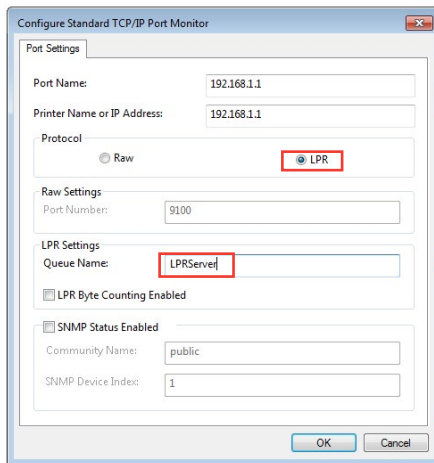 Configure Standard TCP/IP Port Monitor
Port Settings
Port Name: 192.168.1.1
Printer Name or IP Address: 192.168.1.1
Protocol
Raw LPR
Raw Settings
Port Number: 9100
LPR Settings
Queue Name: LPRServer
LPR Byte Counting Enabled
SNMP Status Enabled
Community Name: public
SNMP Device Index: 1
OK Cancel